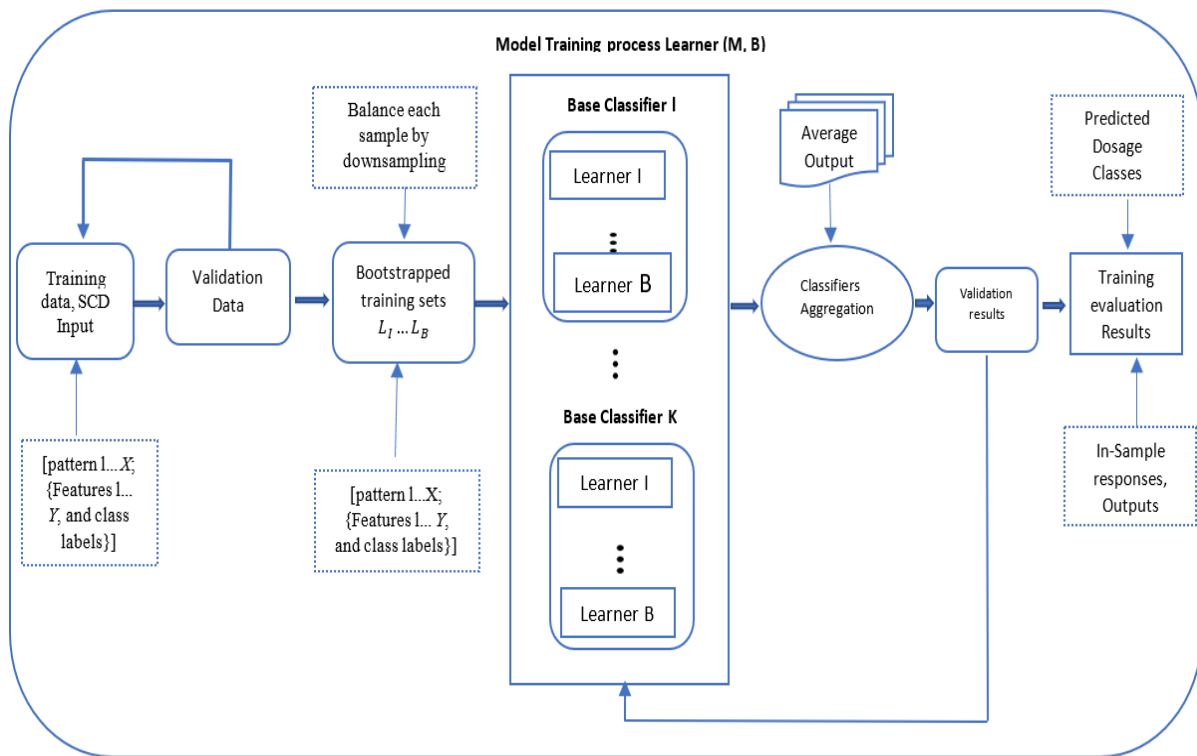 Model Training process Learner (M, B)
Balance each
sample by
downsampling
Base Classifier l
Learner I
Learner B
Average
Output
Predicted
Dosage
Classes
Training
data, SCD
Input
Validation
Data
Bootstrapped
training sets
L_I ... L_B
Classifiers
Aggregation
Validation
results
Training
evaluation
Results
Base Classifier K
Learner I
Learner B
[pattern l... X;
{Features l...
Y, and class
labels}]
[pattern l...X;
{Features l... Y,
and class labels}]
In-Sample
responses,
Outputs